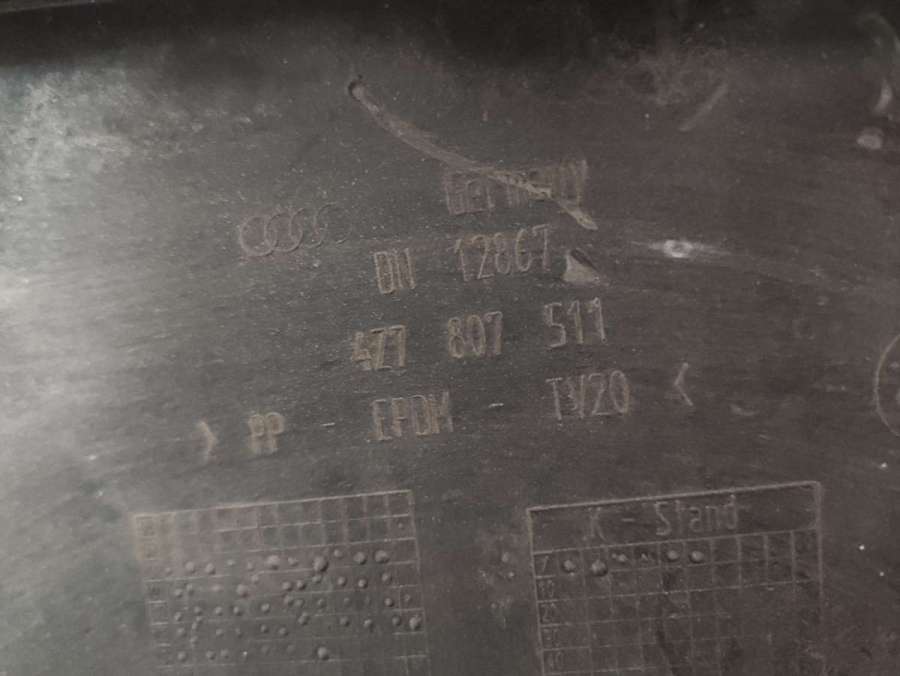 GERMANY
DN 12867
4Z7 807 511
> PP - EPDM - TV20 <
K - Stand